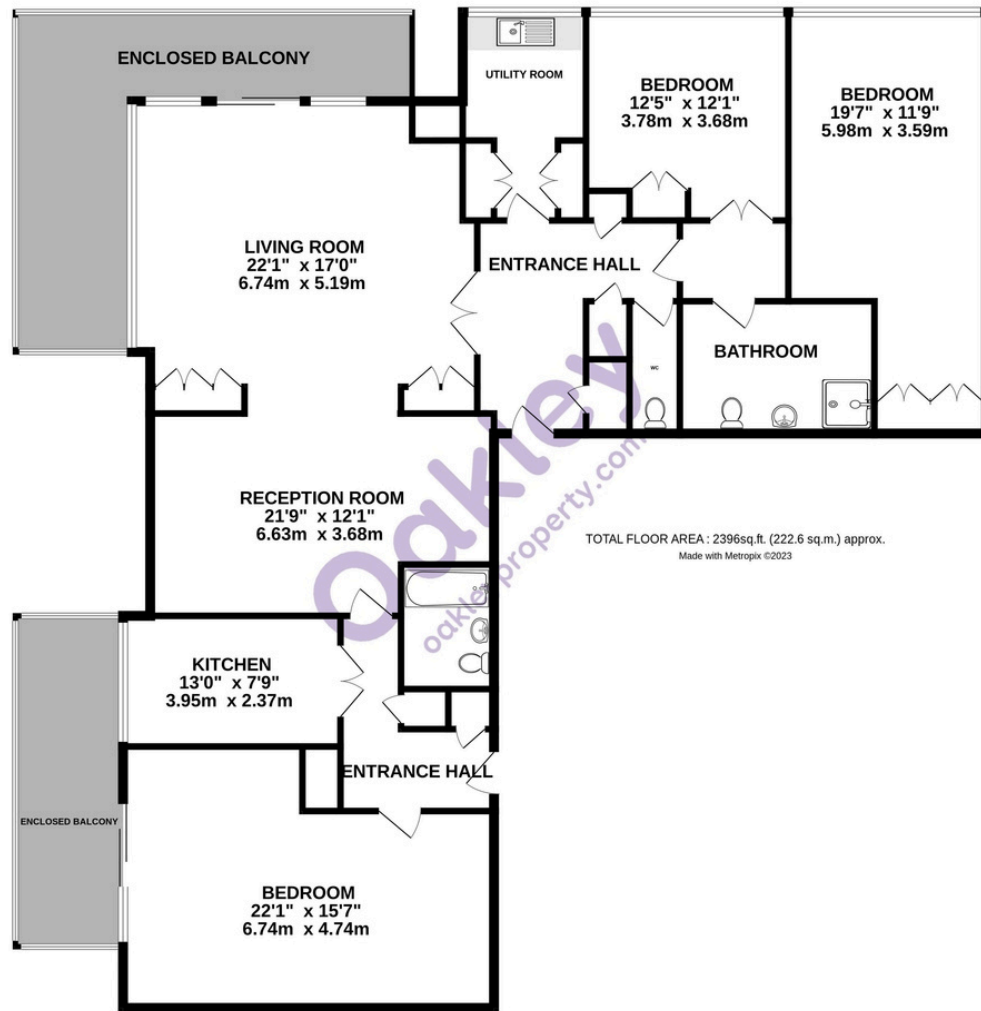 ENCLOSED BALCONY
UTILITY ROOM
BEDROOM
12'5" x 12'1"
3.78m x 3.68m
BEDROOM
19'7" x 11'9"
5.98m x 3.59m
LIVING ROOM
22'1" x 17'0"
6.74m x 5.19m
ENTRANCE HALL
WC
BATHROOM
RECEPTION ROOM
21'9" x 12'1"
6.63m x 3.68m
Oakley
oakleyproperty.com
TOTAL FLOOR AREA : 2396sq.ft. (222.6 sq.m.) approx.
Made with Metropix ©2023
KITCHEN
13'0" x 7'9"
3.95m x 2.37m
ENTRANCE HALL
ENCLOSED BALCONY
BEDROOM
22'1" x 15'7"
6.74m x 4.74m